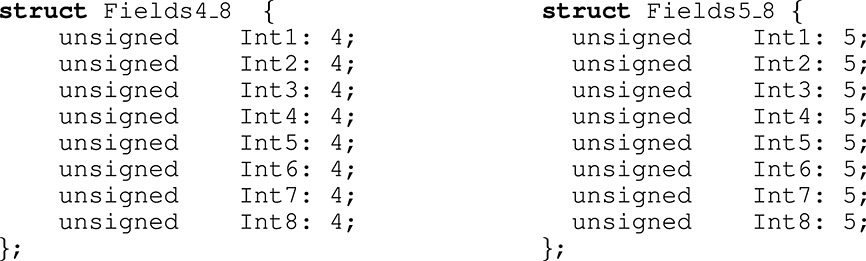 struct Fields4_8 {
    unsigned    Int1: 4;
    unsigned    Int2: 4;
    unsigned    Int3: 4;
    unsigned    Int4: 4;
    unsigned    Int5: 4;
    unsigned    Int6: 4;
    unsigned    Int7: 4;
    unsigned    Int8: 4;
};
struct Fields5_8 {
  unsigned    Int1: 5;
  unsigned    Int2: 5;
  unsigned    Int3: 5;
  unsigned    Int4: 5;
  unsigned    Int5: 5;
  unsigned    Int6: 5;
  unsigned    Int7: 5;
  unsigned    Int8: 5;
};